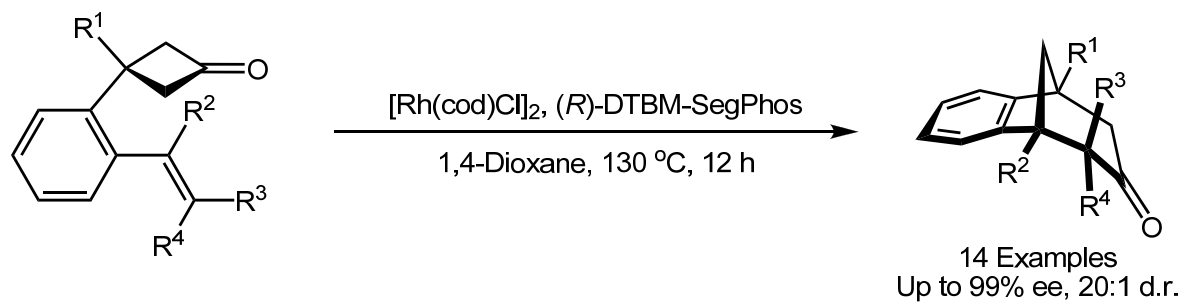 R¹
O
R²
R³
R⁴
[Rh(cod)Cl]₂, (R)-DTBM-SegPhos
1,4-Dioxane, 130 °C, 12 h
R¹
R³
R²
R⁴
O
14 Examples
Up to 99% ee, 20:1 d.r.